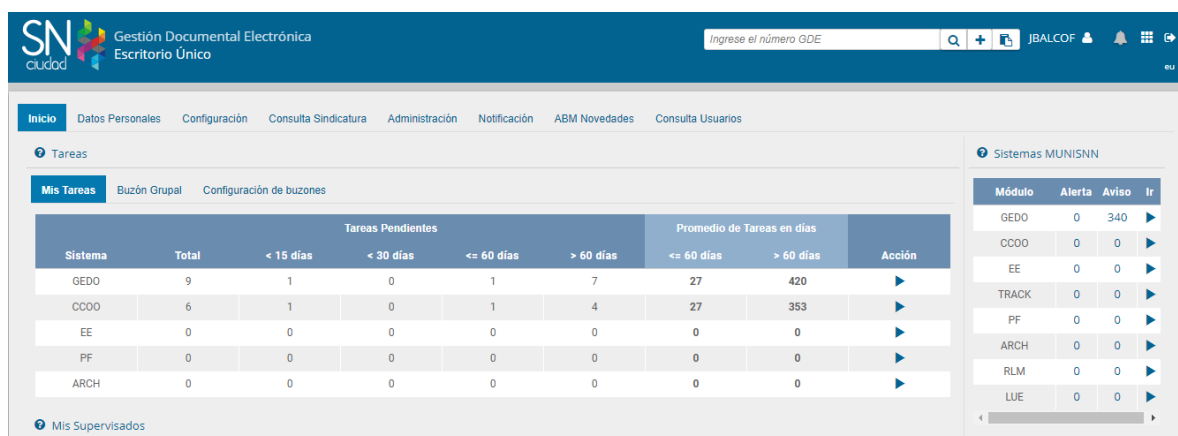 SN ciudad
Gestión Documental Electrónica
Escritorio Único
Ingrese el número GDE
JBALCOF
eu
Inicio Datos Personales Configuración Consulta Sindicatura Administración Notificación ABM Novedades Consulta Usuarios
Tareas
Mis Tareas Buzón Grupal Configuración de buzones
Tareas Pendientes Promedio de Tareas en días
Sistema Total < 15 días < 30 días <= 60 días > 60 días <= 60 días > 60 días Acción
GEDO 9 1 0 1 7 27 420
CCOO 6 1 0 1 4 27 353
EE 0 0 0 0 0 0 0
PF 0 0 0 0 0 0 0
ARCH 0 0 0 0 0 0 0
Mis Supervisados
Sistemas MUNISNN
Módulo Alerta Aviso Ir
GEDO 0 340
CCOO 0 0
EE 0 0
TRACK 0 0
PF 0 0
ARCH 0 0
RLM 0 0
LUE 0 0